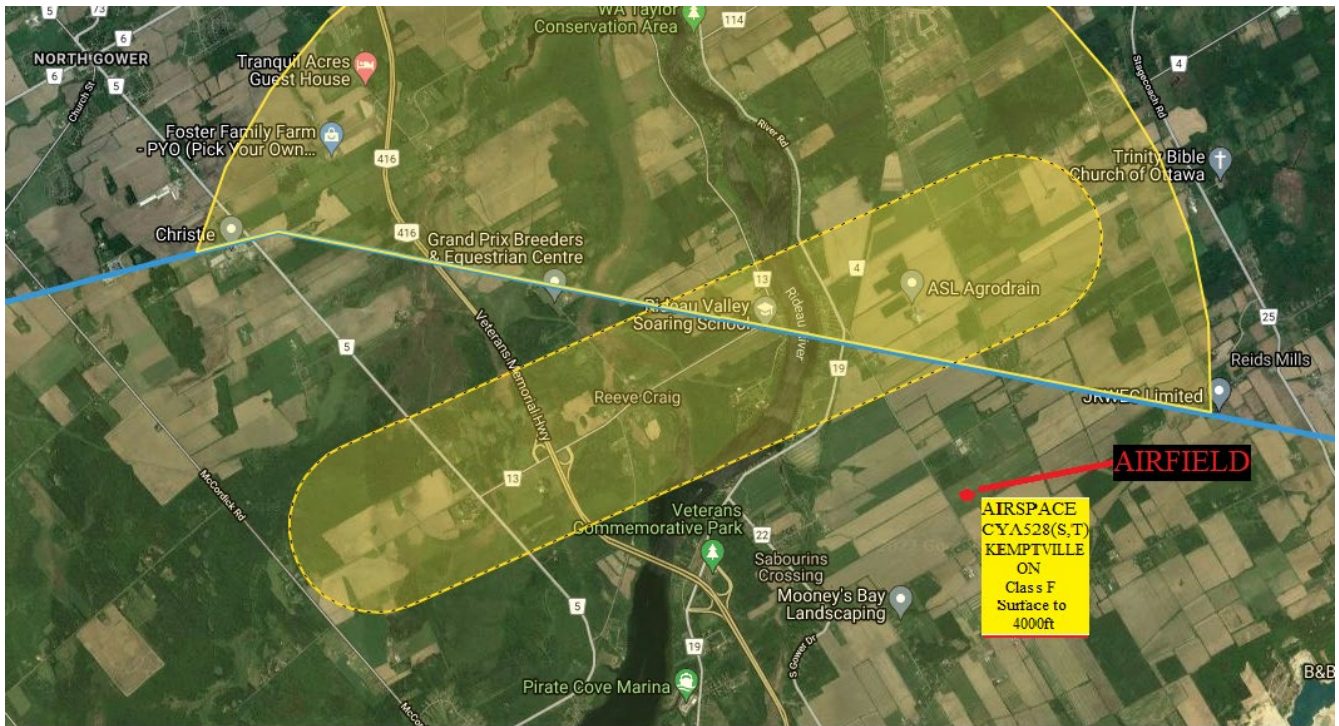 5
73
6
WA Taylor
Conservation Area
114
NORTH GOWER
6
5
Church St
Tranquil Acres
Guest House
4
Stagecoach Rd
Foster Family Farm
- PYO (Pick Your Own...
416
River Rd
Trinity Bible
Church of Ottawa
Christie
416
Grand Prix Breeders
& Equestrian Centre
13
4
ASL Agrodrain
Rideau Valley
Soaring School
Rideau River
25
5
Veterans Memorial Hwy
19
Reids Mills
Reeve Craig
JRWEC Limited
McCordick Rd
13
AIRFIELD
Veterans
Commemorative Park
22
AIRSPACE
CYA528(S,T)
KEMPTVILLE
ON
Class F
Surface to
4000ft
Sabourins
Crossing
Mooney's Bay
Landscaping
5
19
S Gower Dr
Pirate Cove Marina
B&B